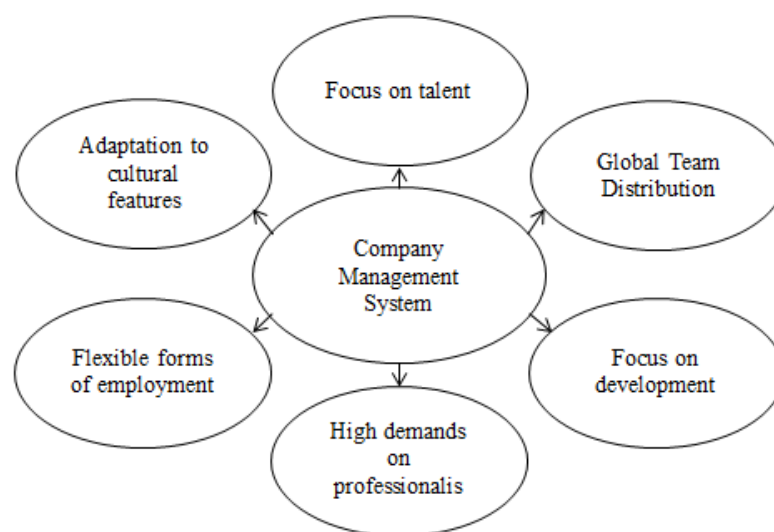 Focus on talent
Adaptation to
cultural
features
Global Team
Distribution
Company
Management
System
Flexible forms
of employment
Focus on
development
High demands
on
professionalis